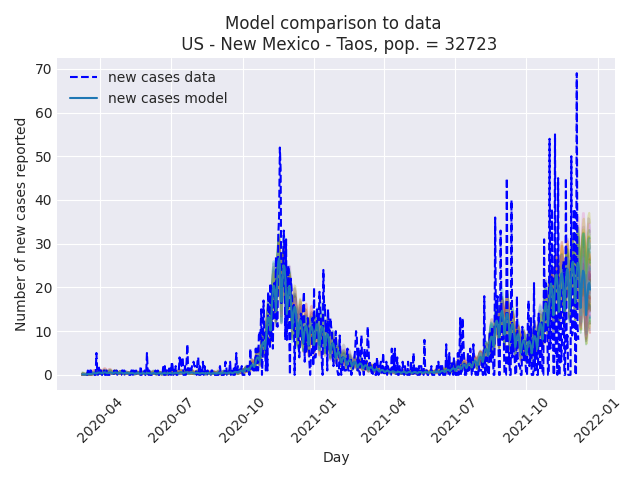 Model comparison to data
US - New Mexico - Taos, pop. = 32723
new cases data
new cases model
Number of new cases reported
70
60
50
40
30
20
10
0
2020-04
2020-07
2020-10
2021-01
2021-04
2021-07
2021-10
2022-01
Day